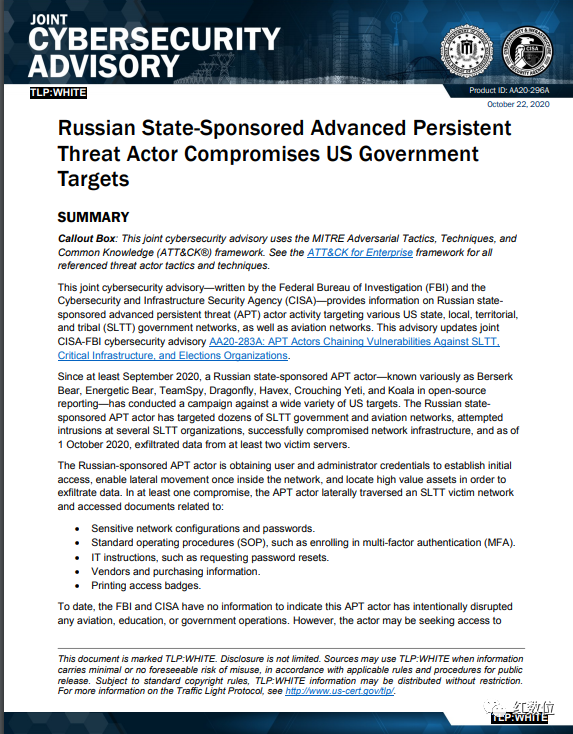 JOINT
CYBERSECURITY
ADVISORY
TLP:WHITE
Product ID: AA20-296A
October 22, 2020
Russian State-Sponsored Advanced Persistent
Threat Actor Compromises US Government
Targets
SUMMARY
Callout Box: This joint cybersecurity advisory uses the MITRE Adversarial Tactics, Techniques, and
Common Knowledge (ATT&CK®) framework. See the ATT&CK for Enterprise framework for all
referenced threat actor tactics and techniques.
This joint cybersecurity advisory—written by the Federal Bureau of Investigation (FBI) and the
Cybersecurity and Infrastructure Security Agency (CISA)—provides information on Russian state-
sponsored advanced persistent threat (APT) actor activity targeting various US state, local, territorial,
and tribal (SLTT) government networks, as well as aviation networks. This advisory updates joint
CISA-FBI cybersecurity advisory AA20-283A: APT Actors Chaining Vulnerabilities Against SLTT,
Critical Infrastructure, and Elections Organizations.
Since at least September 2020, a Russian state-sponsored APT actor—known variously as Berserk
Bear, Energetic Bear, TeamSpy, Dragonfly, Havex, Crouching Yeti, and Koala in open-source
reporting—has conducted a campaign against a wide variety of US targets. The Russian state-
sponsored APT actor has targeted dozens of SLTT government and aviation networks, attempted
intrusions at several SLTT organizations, successfully compromised network infrastructure, and as of
1 October 2020, exfiltrated data from at least two victim servers.
The Russian-sponsored APT actor is obtaining user and administrator credentials to establish initial
access, enable lateral movement once inside the network, and locate high value assets in order to
exfiltrate data. In at least one compromise, the APT actor laterally traversed an SLTT victim network
and accessed documents related to:
• Sensitive network configurations and passwords.
• Standard operating procedures (SOP), such as enrolling in multi-factor authentication (MFA).
• IT instructions, such as requesting password resets.
• Vendors and purchasing information.
• Printing access badges.
To date, the FBI and CISA have no information to indicate this APT actor has intentionally disrupted
any aviation, education, or government operations. However, the actor may be seeking access to
This document is marked TLP:WHITE. Disclosure is not limited. Sources may use TLP:WHITE when information
carries minimal or no foreseeable risk of misuse, in accordance with applicable rules and procedures for public
release. Subject to standard copyright rules, TLP:WHITE information may be distributed without restriction.
For more information on the Traffic Light Protocol, see http://www.us-cert.gov/tlp/.
红数位
TLP:WHITE